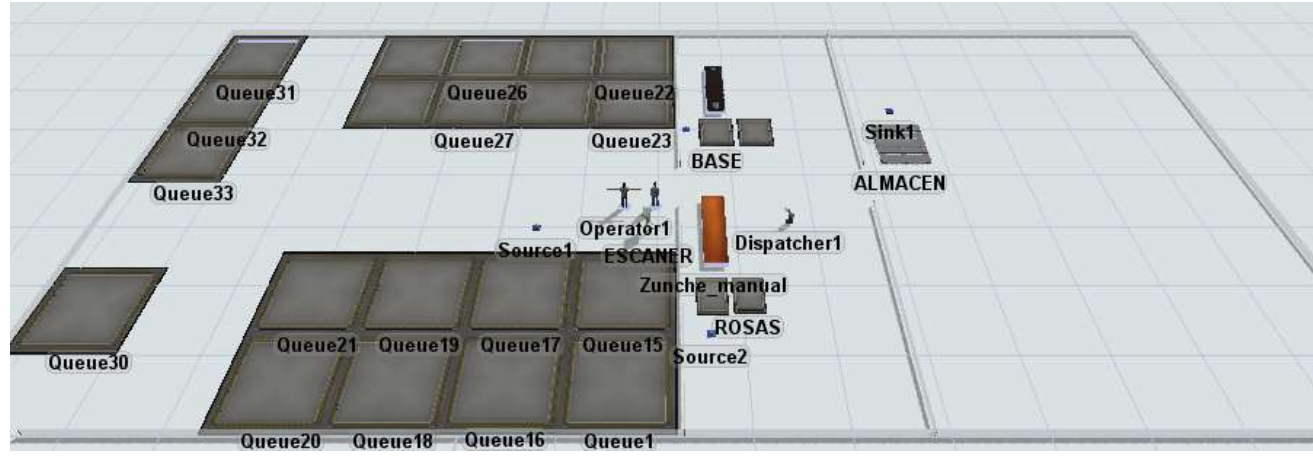 Queue31
Queue26
Queue22
Queue32
Queue27
Queue23
Sink1
BASE
Queue33
ALMACEN
Operator1
Source1
ESCANER
Dispatcher1
Zunche_manual
ROSAS
Queue21
Queue19
Queue17
Queue15
Source2
Queue30
Queue20
Queue18
Queue16
Queue1